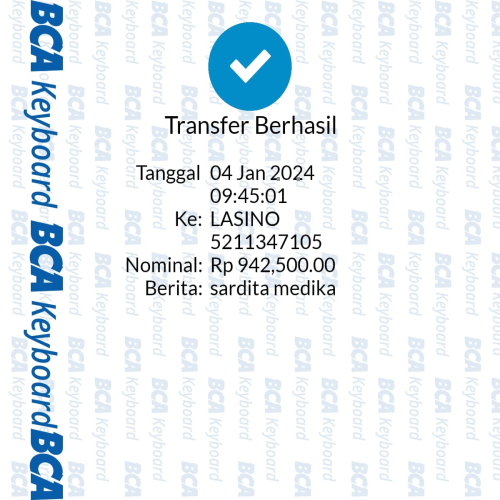 BCA Keyboard BCA Keyboard BCA
Transfer Berhasil
Tanggal 04 Jan 2024
09:45:01
Ke: LASINO
5211347105
Nominal: Rp 942,500.00
Berita: sardita medika